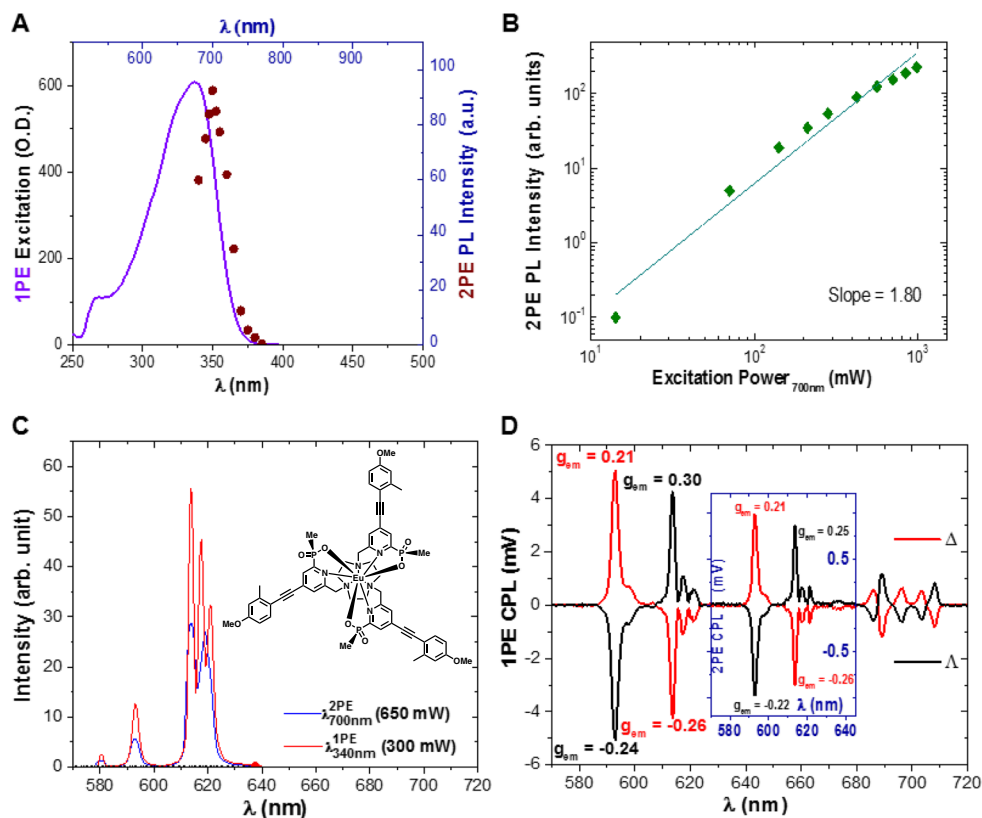 A
λ (nm)
600 700 800 900
600
500
400
300
200
100
0
1PE Excitation (O.D.)
100
80
60
40
20
0
2PE PL Intensity (a.u.)
250 300 350 400 450 500
λ (nm)
B
2PE PL Intensity (arb. units)
10²
10¹
10⁰
10⁻¹
Slope = 1.80
10¹ 10² 10³
Excitation Power700nm (mW)
C
Intensity (arb. unit)
60
50
40
30
20
10
0
OMe
Me
O=P-O
P=O
O
Me
N
N
N
N
Eu
N
N
O
O
P=O
O
Me
MeO
OMe
λ2PE700nm (650 mW)
λ1PE340nm (300 mW)
580 600 620 640 660 680 700 720
λ (nm)
D
1PE CPL (mV)
6
4
2
0
-2
-4
-6
gem = 0.21
gem = 0.30
gem = -0.26
gem = -0.24
gem = 0.21
gem = 0.25
2PE CPL (mV)
0.5
-0.5
gem = -0.26
gem = -0.22
λ (nm)
580 600 620 640
Δ
Λ
580 600 620 640 660 680 700 720
λ (nm)